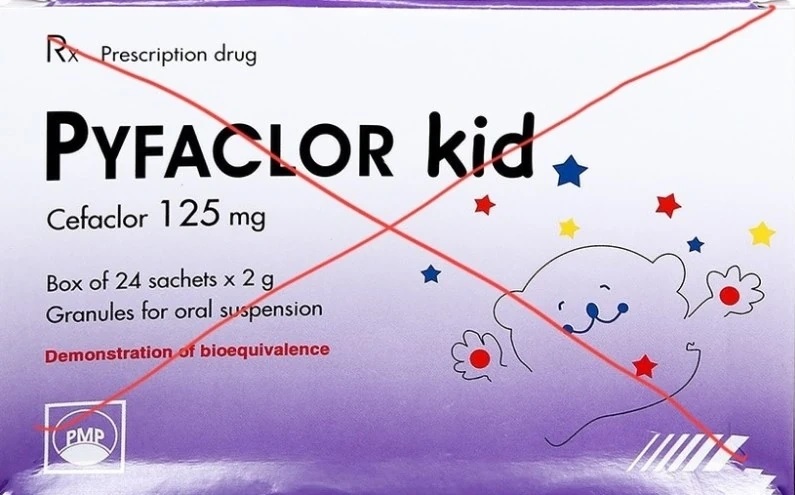 Rx Prescription drug
PYFACLOR kid
Cefaclor 125 mg
Box of 24 sachets x 2 g
Granules for oral suspension
Demonstration of bioequivalence
PMP